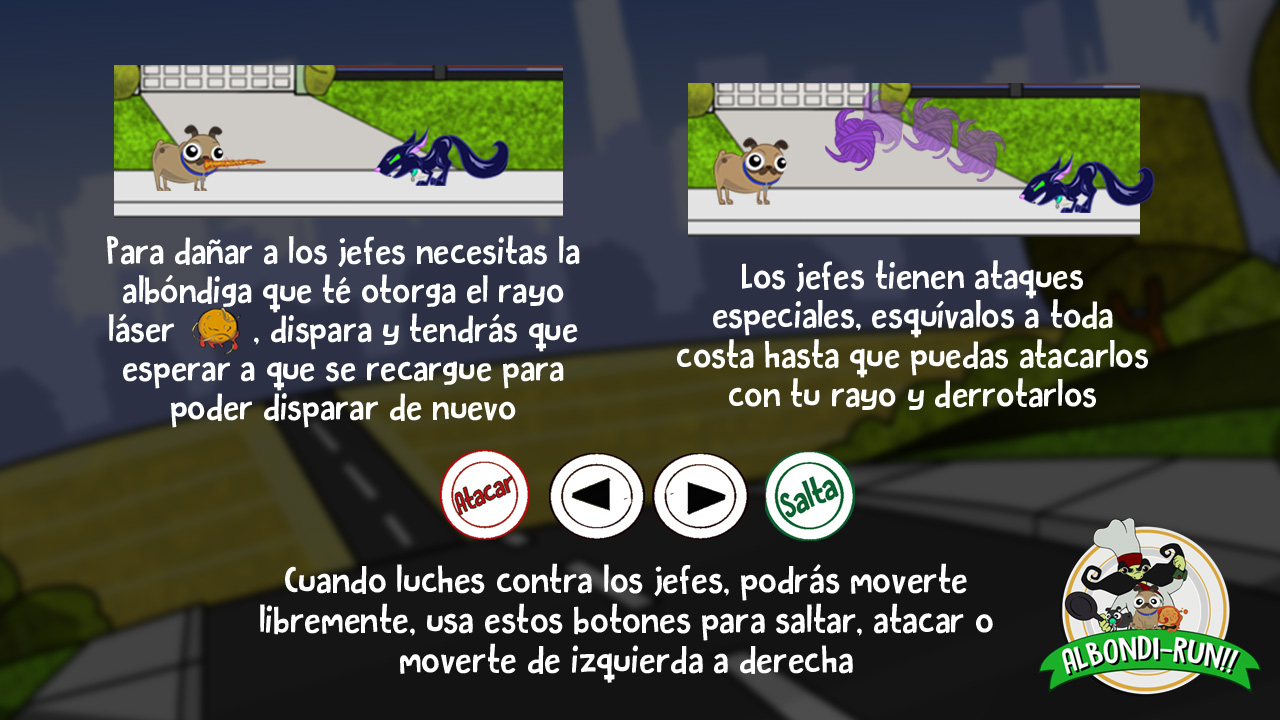 Para dañar a los jefes necesitas la
albóndiga que té otorga el rayo
láser , dispara y tendrás que
esperar a que se recargue para
poder disparar de nuevo
Los jefes tienen ataques
especiales, esquívalos a toda
costa hasta que puedas atacarlos
con tu rayo y derrotarlos
Atacar
Salta
Cuando luches contra los jefes, podrás moverte
libremente, usa estos botones para saltar, atacar o
moverte de izquierda a derecha
ALBONDI-RUN!!